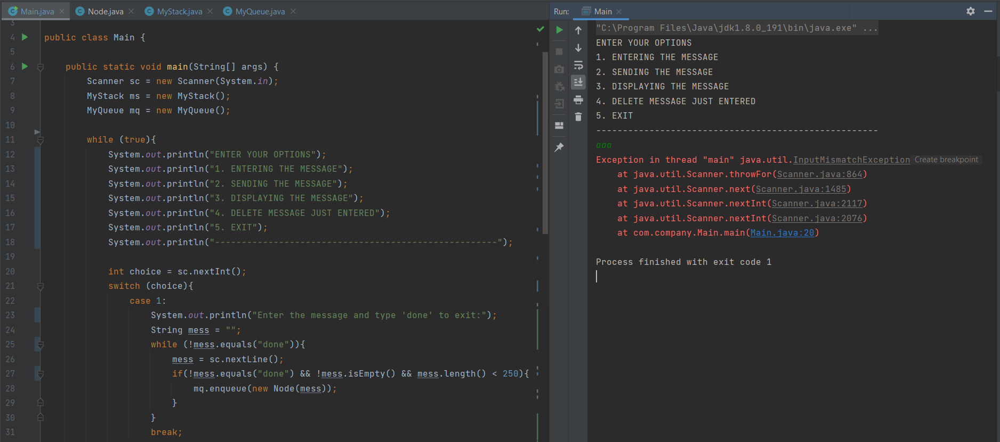 Main.java Node.java MyStack.java MyQueue.java
3
4 public class Main {
5
6 public static void main(String[] args) {
7 Scanner sc = new Scanner(System.in);
8 MyStack ms = new MyStack();
9 MyQueue mq = new MyQueue();
10
11 while (true){
12 System.out.println("ENTER YOUR OPTIONS");
13 System.out.println("1. ENTERING THE MESSAGE");
14 System.out.println("2. SENDING THE MESSAGE");
15 System.out.println("3. DISPLAYING THE MESSAGE");
16 System.out.println("4. DELETE MESSAGE JUST ENTERED");
17 System.out.println("5. EXIT");
18 System.out.println("-----------------------------------------------------");
19
20 int choice = sc.nextInt();
21 switch (choice){
22 case 1:
23 System.out.println("Enter the message and type 'done' to exit:");
24 String mess = "";
25 while (!mess.equals("done")){
26 mess = sc.nextLine();
27 if(!mess.equals("done") && !mess.isEmpty() && mess.length() < 250){
28 mq.enqueue(new Node(mess));
29 }
30 }
31 break;
Run: Main
"C:\Program Files\Java\jdk1.8.0_191\bin\java.exe" ...
ENTER YOUR OPTIONS
1. ENTERING THE MESSAGE
2. SENDING THE MESSAGE
3. DISPLAYING THE MESSAGE
4. DELETE MESSAGE JUST ENTERED
5. EXIT
-----------------------------------------------------
aaa
Exception in thread "main" java.util.InputMismatchException Create breakpoint
at java.util.Scanner.throwFor(Scanner.java:864)
at java.util.Scanner.next(Scanner.java:1485)
at java.util.Scanner.nextInt(Scanner.java:2117)
at java.util.Scanner.nextInt(Scanner.java:2076)
at com.company.Main.main(Main.java:20)
Process finished with exit code 1